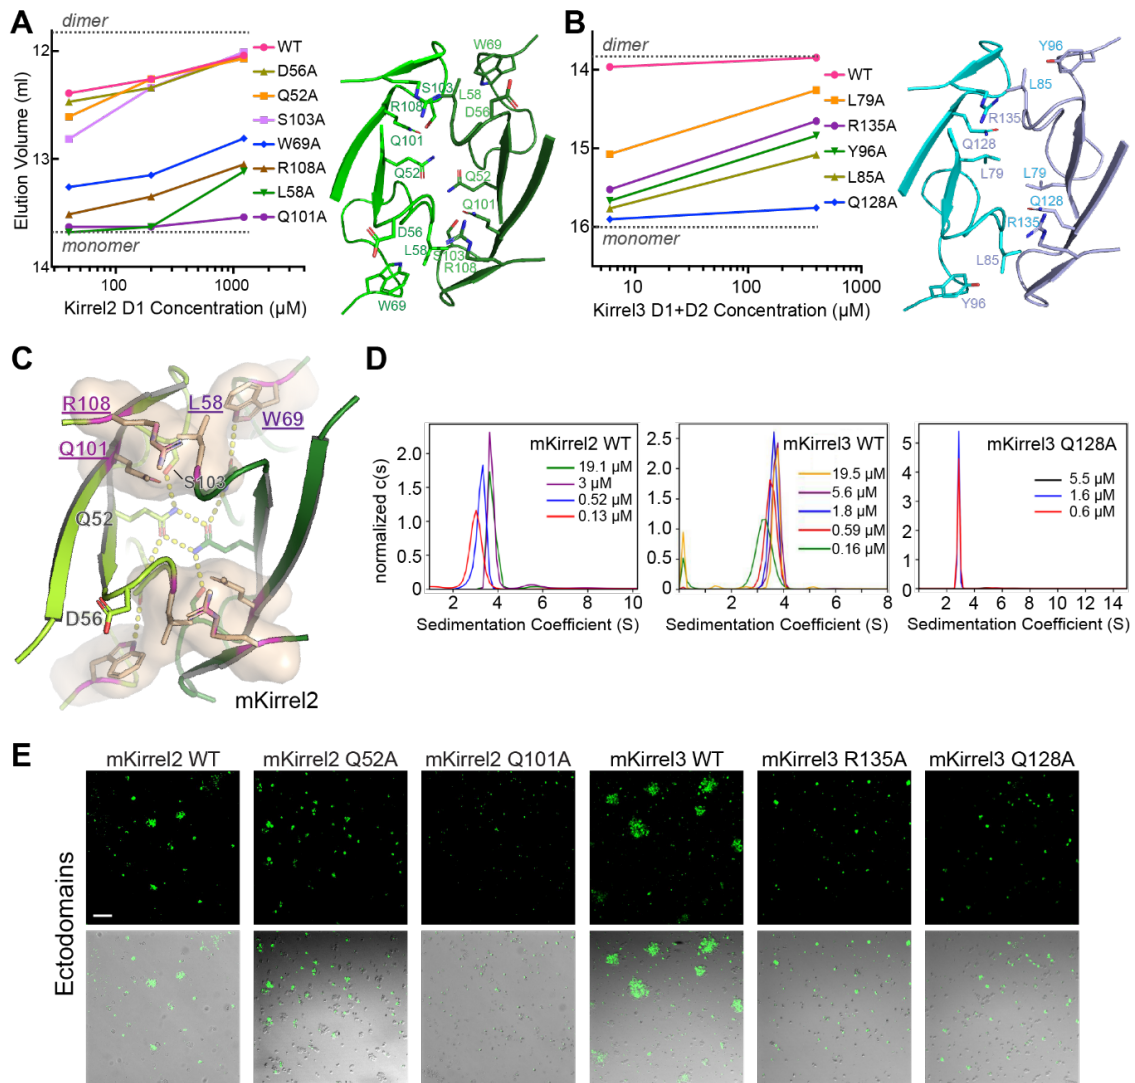 A
dimer
12
13
14
Elution Volume (ml)
monomer
100
1000
Kirrel2 D1 Concentration (µM)
WT
D56A
Q52A
S103A
W69A
R108A
L58A
Q101A
W69
S103
L58
R108
D56
Q101
Q52
Q52
Q101
D56
L58
S103
R108
W69
B
dimer
14
15
16
monomer
10
100
1000
Kirrel3 D1+D2 Concentration (µM)
WT
L79A
R135A
Y96A
L85A
Q128A
Y96
L85
R135
Q128
L79
L79
Q128
R135
L85
Y96
C
R108
L58
W69
Q101
S103
Q52
D56
mKirrel2
D
normalized c(s)
mKirrel2 WT
19.1 µM
3 µM
0.52 µM
0.13 µM
2.0
1.5
1.0
0.5
0
2
4
6
8
10
Sedimentation Coefficient (S)
mKirrel3 WT
19.5 µM
5.6 µM
1.8 µM
0.59 µM
0.16 µM
2.5
2.0
1.5
1.0
0.5
0
2
4
6
8
Sedimentation Coefficient (S)
mKirrel3 Q128A
5.5 µM
1.6 µM
0.6 µM
5
4
3
2
1
0
2
4
6
8
10
12
14
Sedimentation Coefficient (S)
E
mKirrel2 WT
mKirrel2 Q52A
mKirrel2 Q101A
mKirrel3 WT
mKirrel3 R135A
mKirrel3 Q128A
Ectodomains